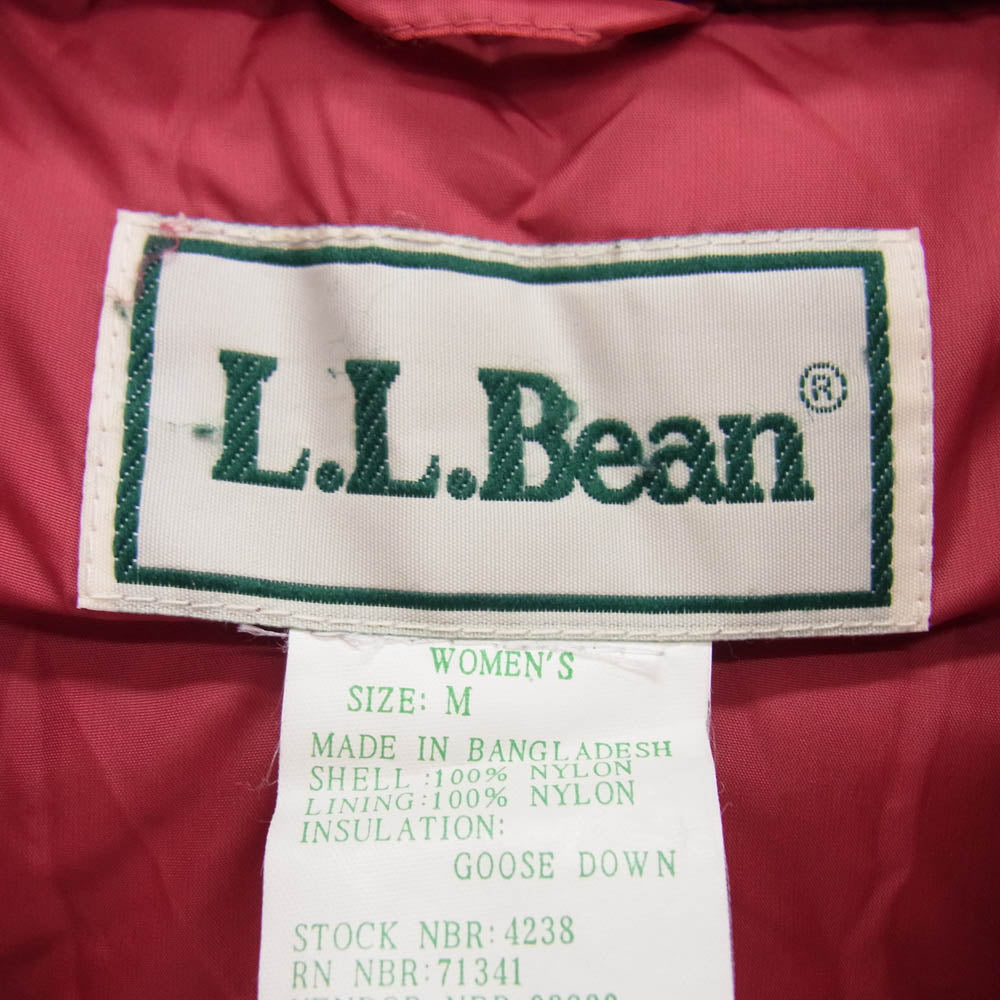 L.L.Bean®
WOMEN'S
SIZE: M
MADE IN BANGLADESH
SHELL :100% NYLON
LINING:100% NYLON
INSULATION:
GOOSE DOWN
STOCK NBR:4238
RN NBR:71341